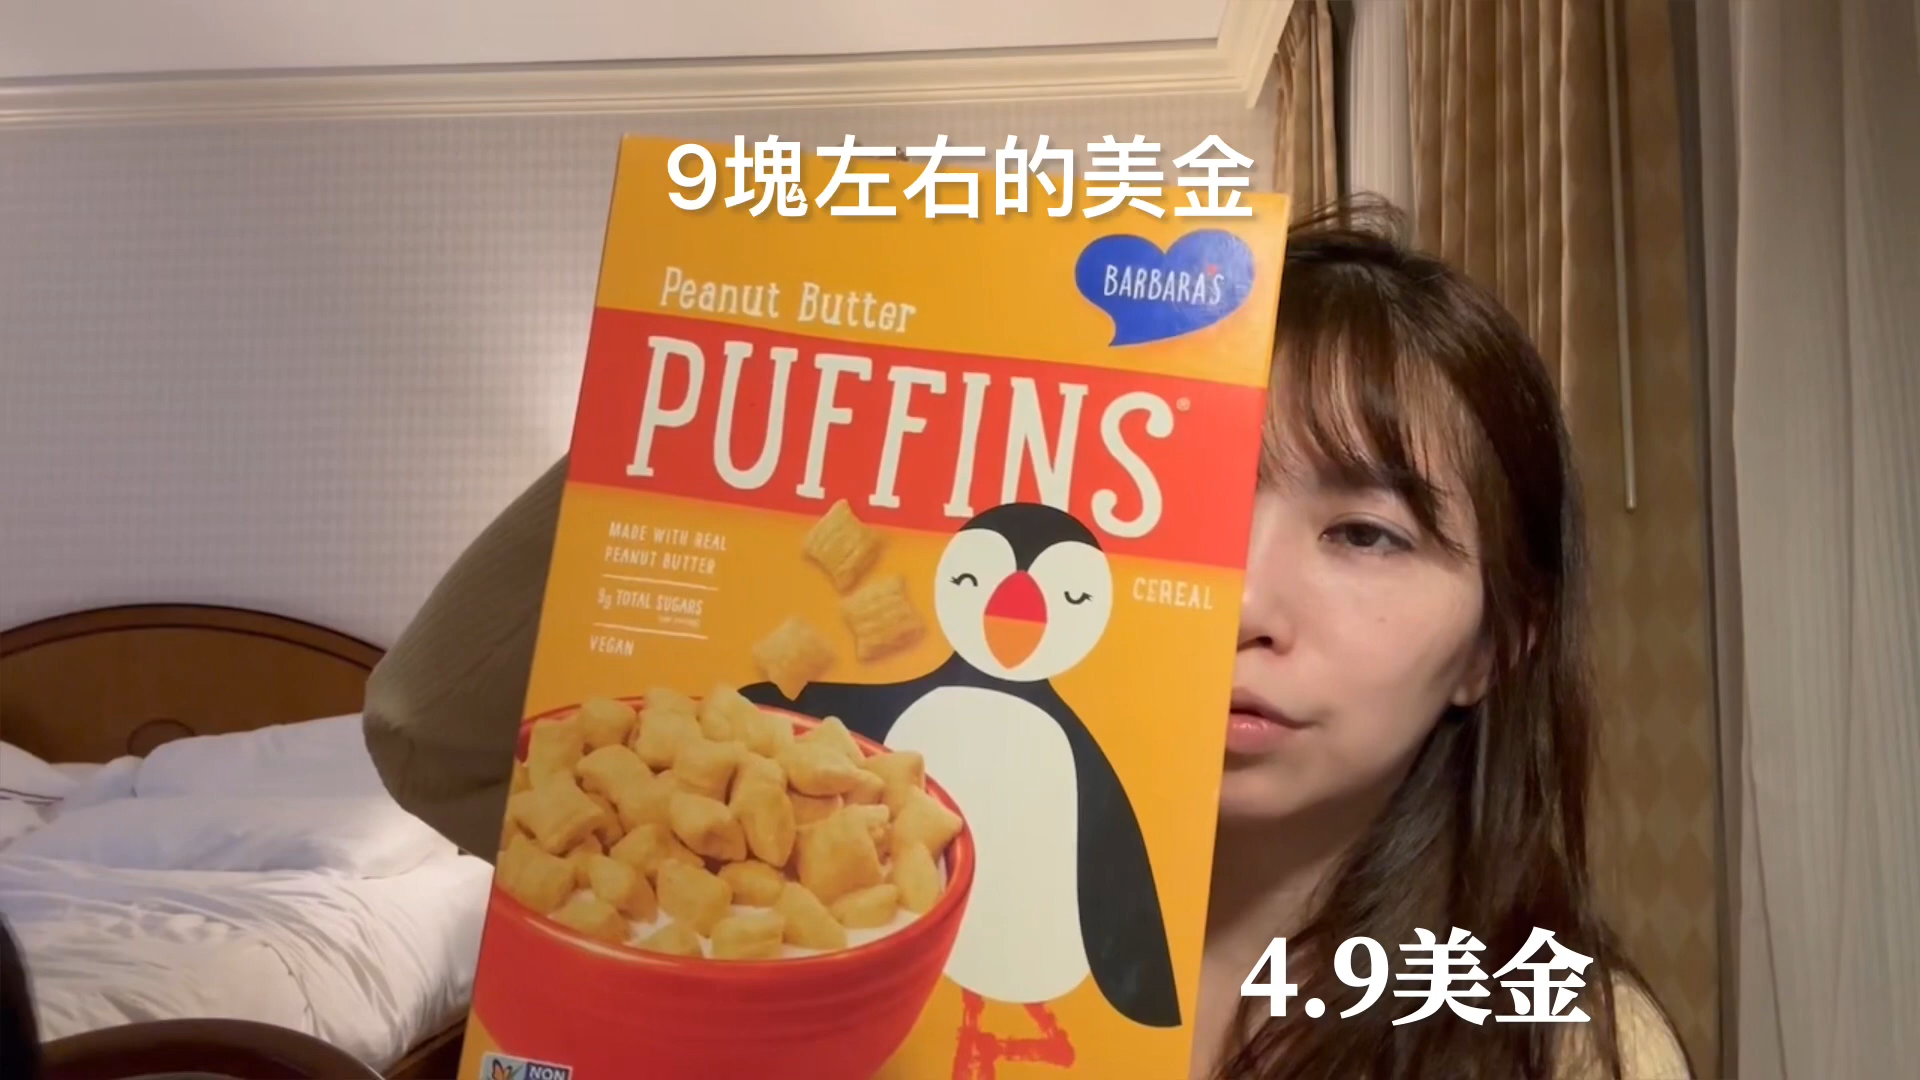 9塊左右的美金
BARBARA'S
Peanut Butter
PUFFINS®
MADE WITH REAL
PEANUT BUTTER
9g TOTAL SUGARS
VEGAN
CEREAL
4.9美金
NON